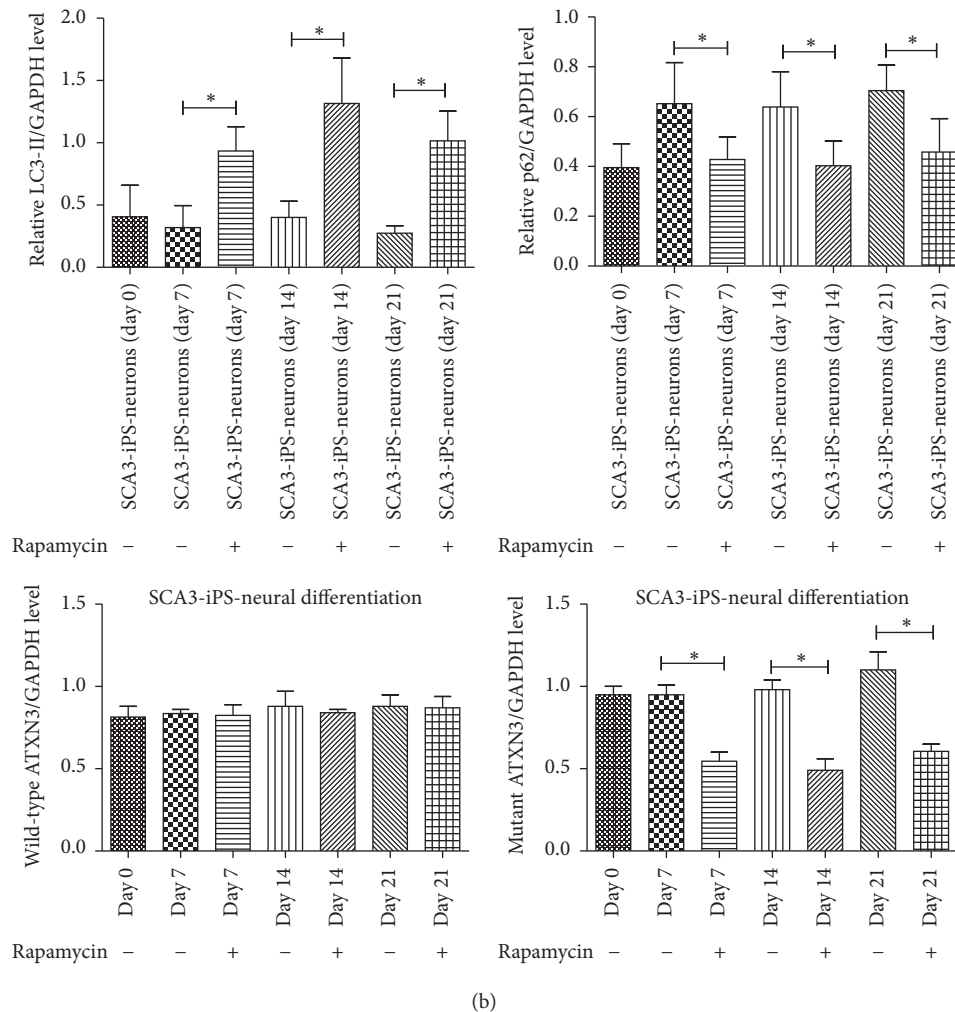 Relative LC3-II/GAPDH level
2.0
1.5
1.0
0.5
0.0
*
*
*
SCA3-iPS-neurons (day 0)
SCA3-iPS-neurons (day 7)
SCA3-iPS-neurons (day 7)
SCA3-iPS-neurons (day 14)
SCA3-iPS-neurons (day 14)
SCA3-iPS-neurons (day 21)
SCA3-iPS-neurons (day 21)
Rapamycin − − + − + − +
Relative p62/GAPDH level
1.0
0.8
0.6
0.4
0.2
0.0
*
*
*
SCA3-iPS-neurons (day 0)
SCA3-iPS-neurons (day 7)
SCA3-iPS-neurons (day 7)
SCA3-iPS-neurons (day 14)
SCA3-iPS-neurons (day 14)
SCA3-iPS-neurons (day 21)
SCA3-iPS-neurons (day 21)
Rapamycin − − + − + − +
SCA3-iPS-neural differentiation
Wild-type ATXN3/GAPDH level
1.5
1.0
0.5
0.0
Day 0
Day 7
Day 7
Day 14
Day 14
Day 21
Day 21
Rapamycin − − + − + − +
SCA3-iPS-neural differentiation
Mutant ATXN3/GAPDH level
1.5
1.0
0.5
0.0
*
*
*
Day 0
Day 7
Day 7
Day 14
Day 14
Day 21
Day 21
Rapamycin − − + − + − +
(b)